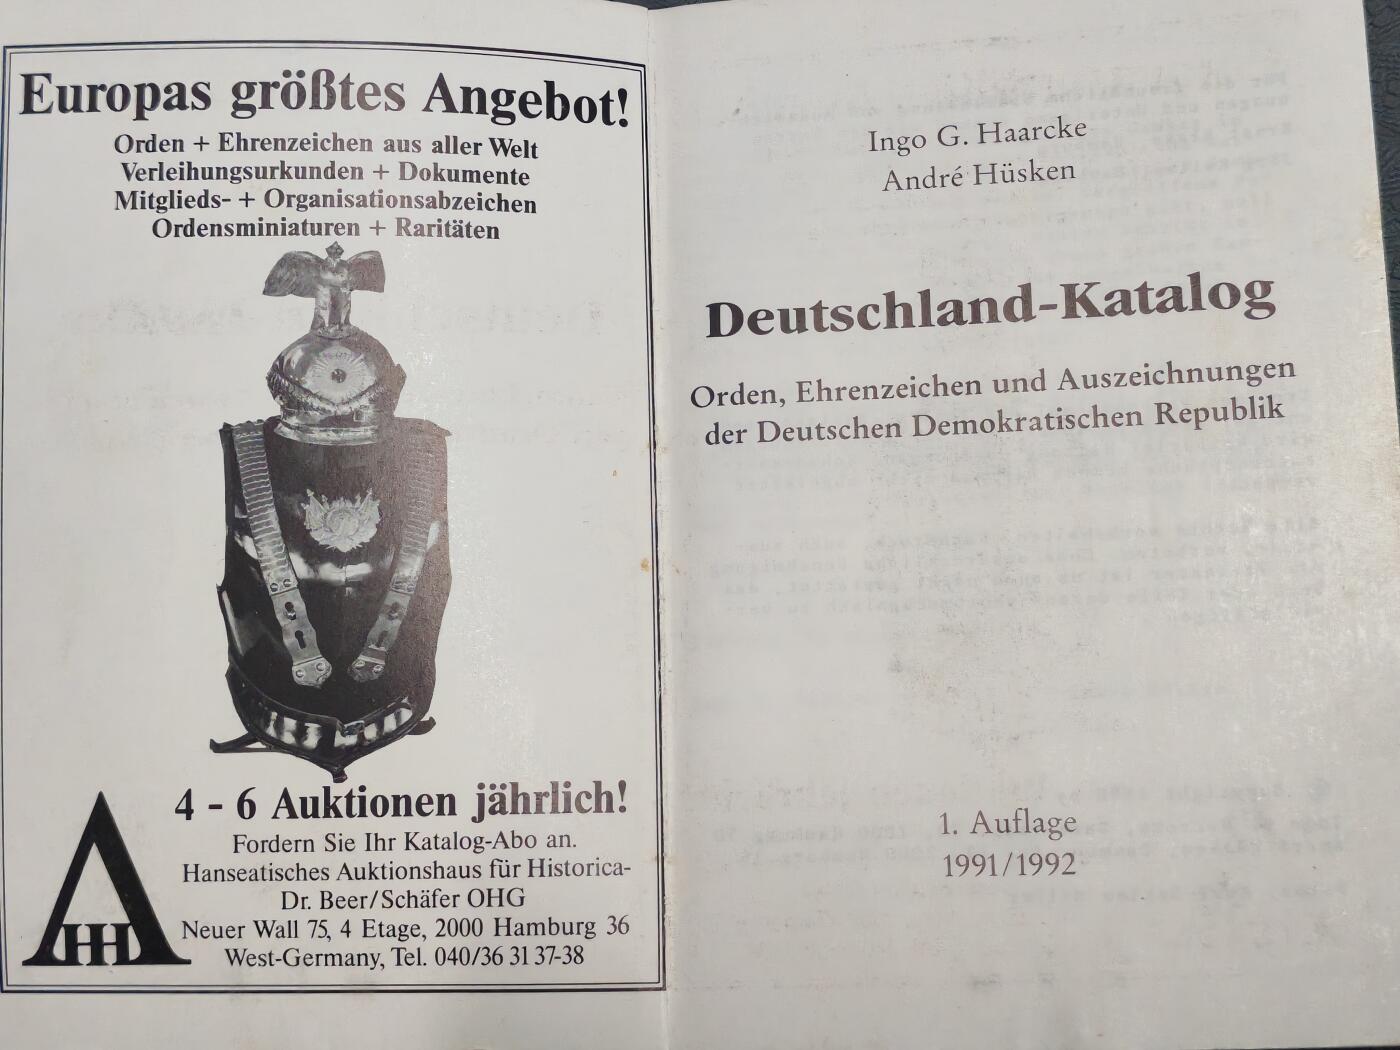 Europas größtes Angebot!
Orden + Ehrenzeichen aus aller Welt
Verleihungsurkunden + Dokumente
Mitglieds- + Organisationsabzeichen
Ordensminiaturen + Raritäten
4 - 6 Auktionen jährlich!
Fordern Sie Ihr Katalog-Abo an.
Hanseatisches Auktionshaus für Historica-
Dr. Beer/Schäfer OHG
Neuer Wall 75, 4 Etage, 2000 Hamburg 36
West-Germany, Tel. 040/36 31 37-38
AHH
Ingo G. Haarcke
André Hüsken
Deutschland-Katalog
Orden, Ehrenzeichen und Auszeichnungen
der Deutschen Demokratischen Republik
1. Auflage
1991/1992